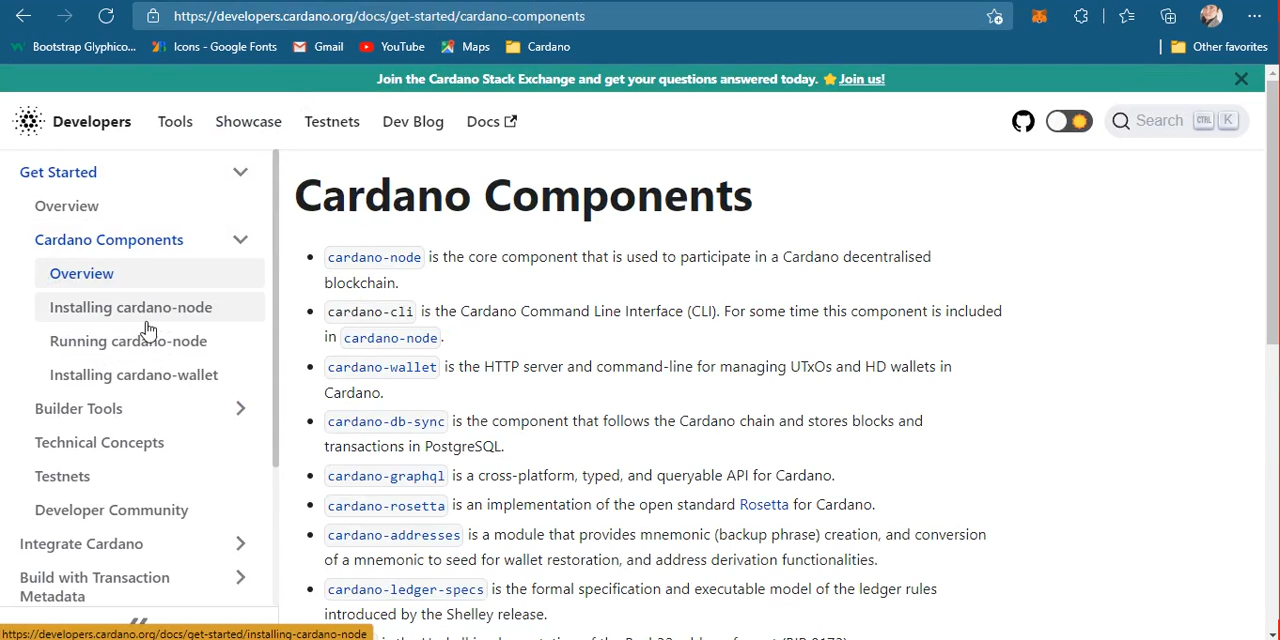 https://developers.cardano.org/docs/get-started/cardano-components
Bootstrap Glyphico...
Icons - Google Fonts
Gmail
YouTube
Maps
Cardano
Other favorites
Join the Cardano Stack Exchange and get your questions answered today. ⭐ Join us!
Developers
Tools
Showcase
Testnets
Dev Blog
Docs
Search CTRL K
Get Started
Overview
Cardano Components
Overview
Installing cardano-node
Running cardano-node
Installing cardano-wallet
Builder Tools
Technical Concepts
Testnets
Developer Community
Integrate Cardano
Build with Transaction
Metadata
Cardano Components
cardano-node is the core component that is used to participate in a Cardano decentralised
blockchain.
cardano-cli is the Cardano Command Line Interface (CLI). For some time this component is included
in cardano-node.
cardano-wallet is the HTTP server and command-line for managing UTxOs and HD wallets in
Cardano.
cardano-db-sync is the component that follows the Cardano chain and stores blocks and
transactions in PostgreSQL.
cardano-graphql is a cross-platform, typed, and queryable API for Cardano.
cardano-rosetta is an implementation of the open standard Rosetta for Cardano.
cardano-addresses is a module that provides mnemonic (backup phrase) creation, and conversion
of a mnemonic to seed for wallet restoration, and address derivation functionalities.
cardano-ledger-specs is the formal specification and executable model of the ledger rules
introduced by the Shelley release.
https://developers.cardano.org/docs/get-started/installing-cardano-node